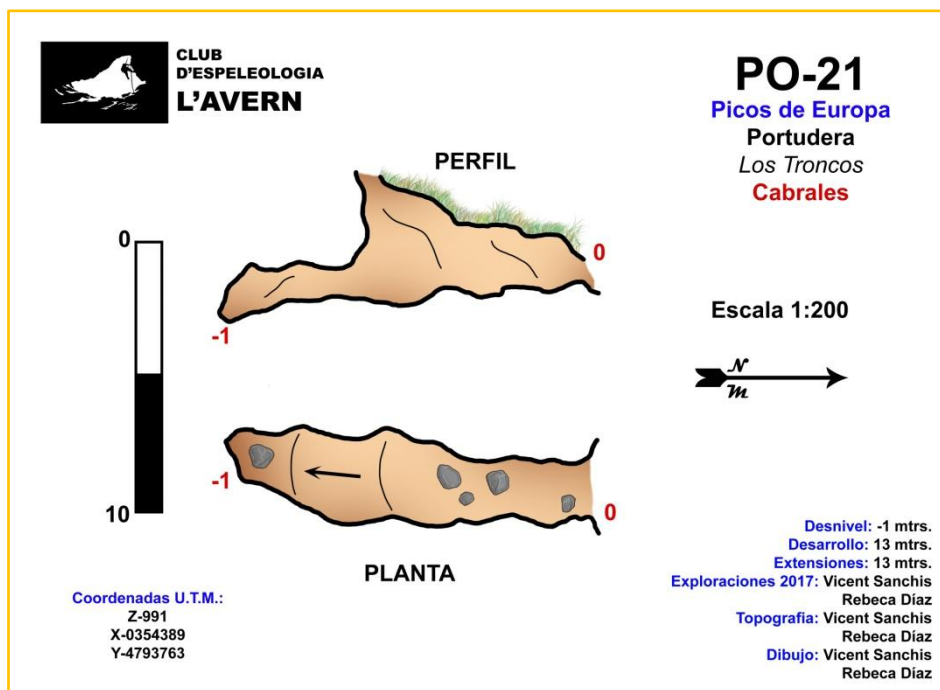 CLUB
D'ESPELEOLOGIA
L'AVERN
PO-21
Picos de Europa
Portudera
Los Troncos
Cabrales
PERFIL
0
10
0
-1
Escala 1:200
N
m
-1
0
PLANTA
Coordenadas U.T.M.:
Z-991
X-0354389
Y-4793763
Desnivel: -1 mtrs.
Desarrollo: 13 mtrs.
Extensiones: 13 mtrs.
Exploraciones 2017: Vicent Sanchis
Rebeca Díaz
Topografia: Vicent Sanchis
Rebeca Díaz
Dibujo: Vicent Sanchis
Rebeca Díaz